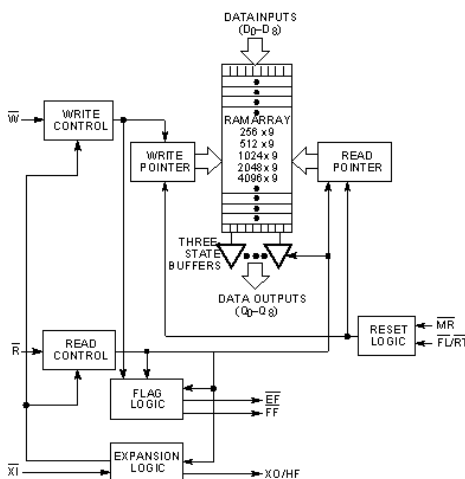 DATA INPUTS
(D0–D8)
W
WRITE
CONTROL
WRITE
POINTER
RAM ARRAY
256 x 9
512 x 9
1024 x 9
2048 x 9
4096 x 9
READ
POINTER
THREE
STATE
BUFFERS
DATA OUTPUTS
(Q0–Q8)
RESET
LOGIC
MR
FL/RT
R
READ
CONTROL
FLAG
LOGIC
EF
FF
EXPANSION
LOGIC
XI
XO/HF